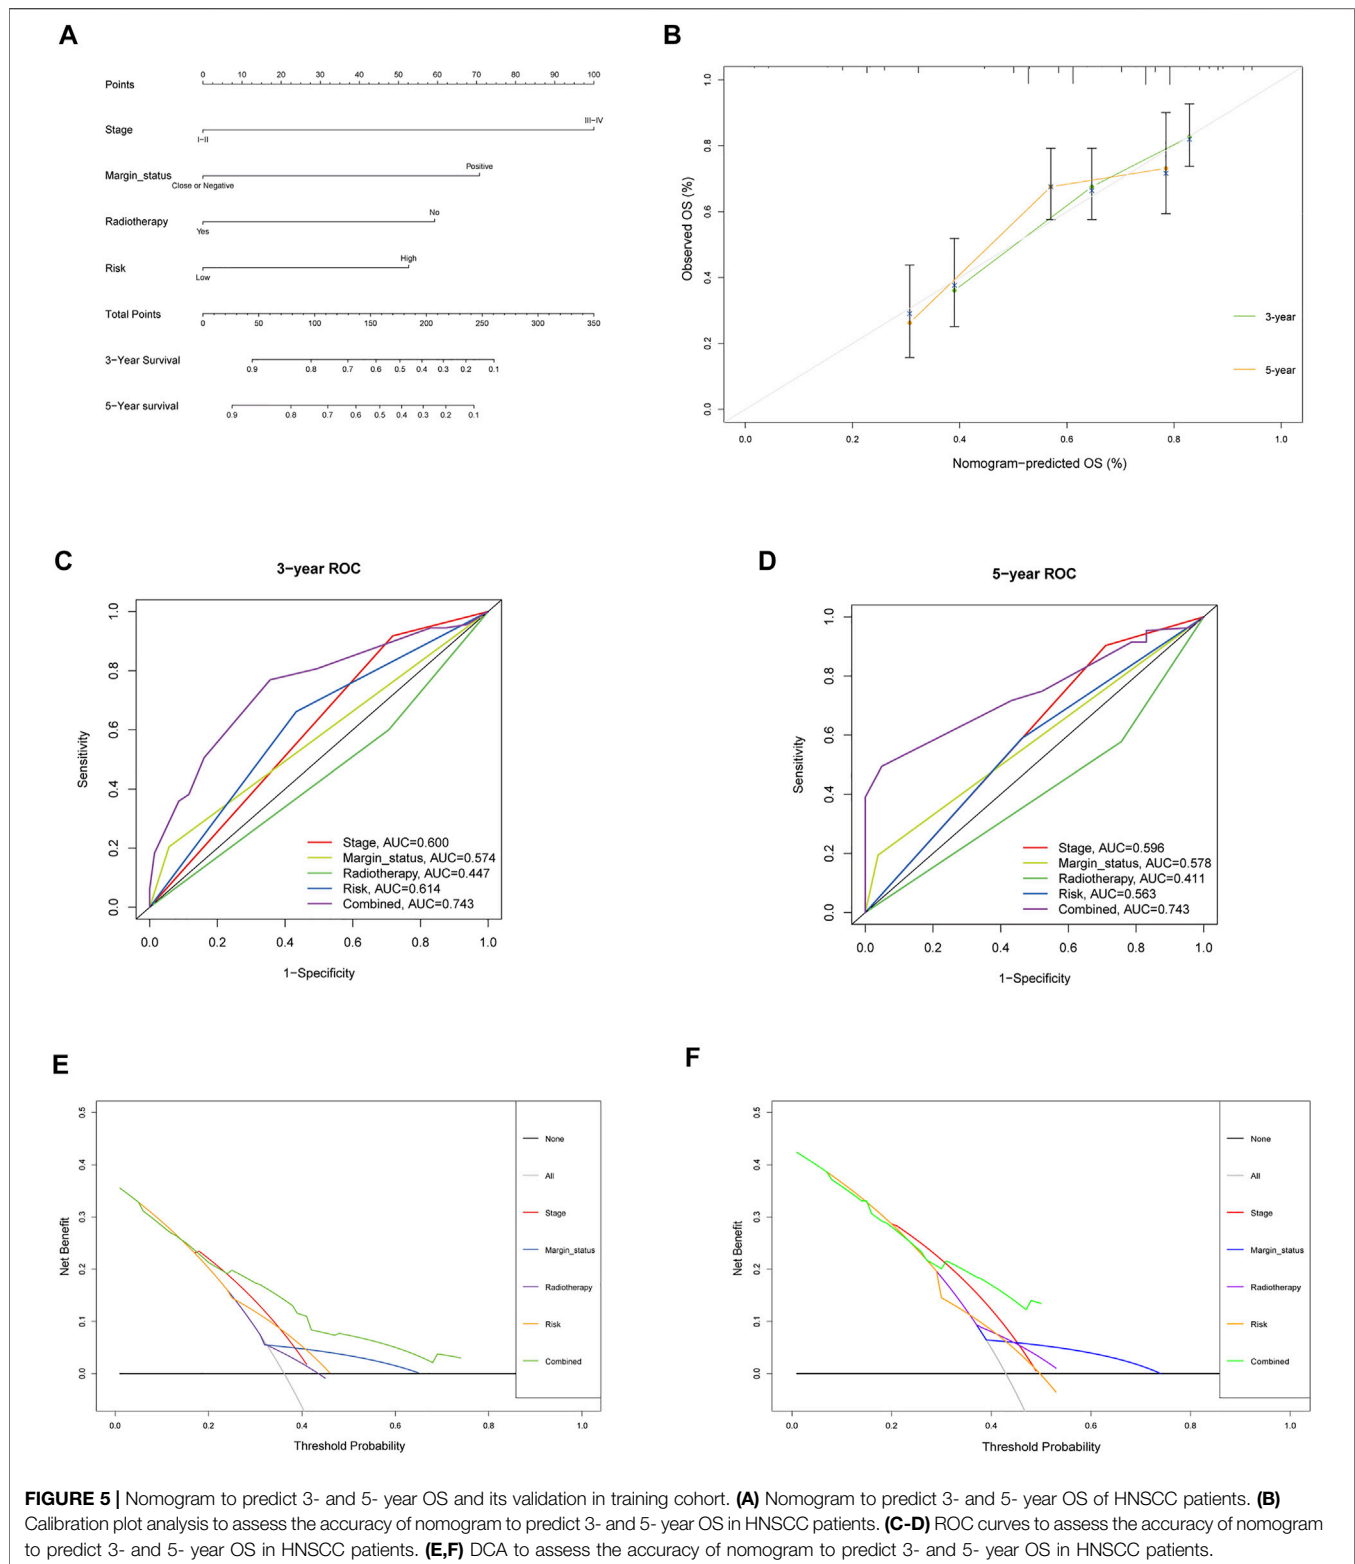 A
Points
0 10 20 30 40 50 60 70 80 90 100
Stage
III−IV
I−II
Margin_status
Positive
Close or Negative
Radiotherapy
No
Yes
Risk
High
Low
Total Points
0 50 100 150 200 250 300 350
3−Year Survival
0.9 0.8 0.7 0.6 0.5 0.4 0.3 0.2 0.1
5−Year survival
0.9 0.8 0.7 0.6 0.5 0.4 0.3 0.2 0.1
B
Observed OS (%)
1.0
0.8
0.6
0.4
0.2
0.0
3-year
5-year
0.0 0.2 0.4 0.6 0.8 1.0
Nomogram−predicted OS (%)
C
3−year ROC
Sensitivity
1.0
0.8
0.6
0.4
0.2
0.0
Stage, AUC=0.600
Margin_status, AUC=0.574
Radiotherapy, AUC=0.447
Risk, AUC=0.614
Combined, AUC=0.743
0.0 0.2 0.4 0.6 0.8 1.0
1−Specificity
D
5−year ROC
Sensitivity
1.0
0.8
0.6
0.4
0.2
0.0
Stage, AUC=0.596
Margin_status, AUC=0.578
Radiotherapy, AUC=0.411
Risk, AUC=0.563
Combined, AUC=0.743
0.0 0.2 0.4 0.6 0.8 1.0
1−Specificity
E
Net Benefit
0.5
0.4
0.3
0.2
0.1
0.0
None
All
Stage
Margin_status
Radiotherapy
Risk
Combined
0.0 0.2 0.4 0.6 0.8 1.0
Threshold Probability
F
Net Benefit
0.5
0.4
0.3
0.2
0.1
0.0
None
All
Stage
Margin_status
Radiotherapy
Risk
Combined
0.0 0.2 0.4 0.6 0.8 1.0
Threshold Probability
FIGURE 5 | Nomogram to predict 3- and 5- year OS and its validation in training cohort. (A) Nomogram to predict 3- and 5- year OS of HNSCC patients. (B)
Calibration plot analysis to assess the accuracy of nomogram to predict 3- and 5- year OS in HNSCC patients. (C-D) ROC curves to assess the accuracy of nomogram
to predict 3- and 5- year OS in HNSCC patients. (E,F) DCA to assess the accuracy of nomogram to predict 3- and 5- year OS in HNSCC patients.